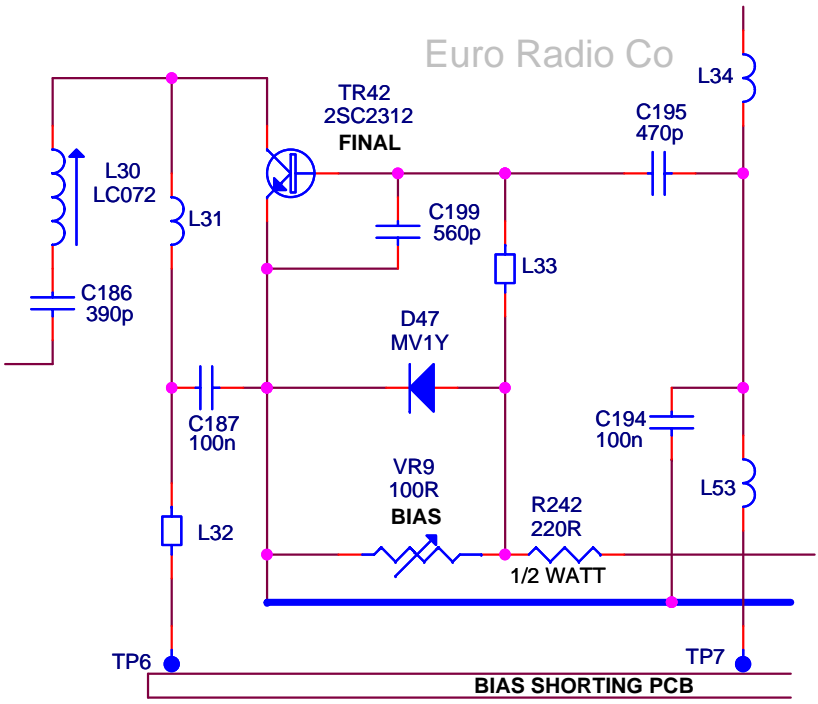 Euro Radio Co
L34
TR42
2SC2312
FINAL
C195
470p
L30
LC072
L31
C199
560p
L33
C186
390p
D47
MV1Y
C187
100n
C194
100n
VR9
100R
BIAS
L53
R242
220R
L32
1/2 WATT
TP6
TP7
BIAS SHORTING PCB